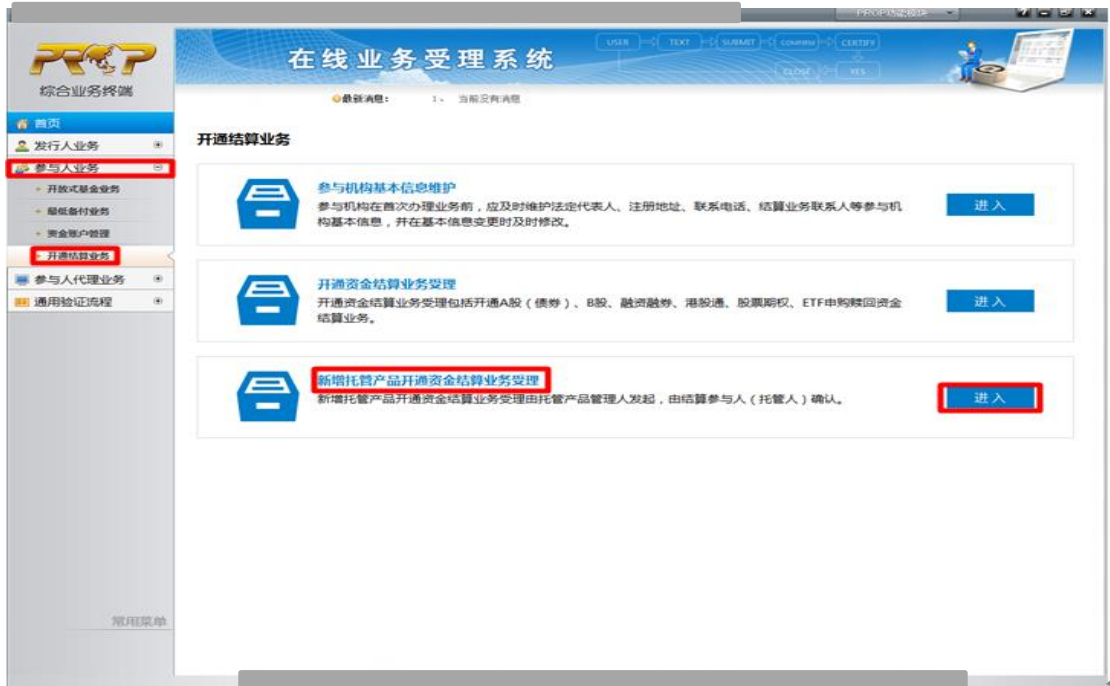 PROP功能模块
PROP
综合业务终端
在线业务受理系统
USER
TEXT
SUBMIT
CONFIRM
CERTIFY
CLOSE
YES
最新消息： 1、 当前没有消息
首页
发行人业务
参与人业务
开放式基金业务
最低备付业务
资金账户管理
开通结算业务
参与人代理业务
通用验证流程
常用菜单
开通结算业务
参与机构基本信息维护
参与机构在首次办理业务前，应及时维护法定代表人、注册地址、联系电话、结算业务联系人等参与机
构基本信息，并在基本信息变更时及时修改。
进入
开通资金结算业务受理
开通资金结算业务受理包括开通A股（债券）、B股、融资融券、港股通、股票期权、ETF申购赎回资金
结算业务。
进入
新增托管产品开通资金结算业务受理
新增托管产品开通资金结算业务受理由托管产品管理人发起，由结算参与人（托管人）确认。
进入